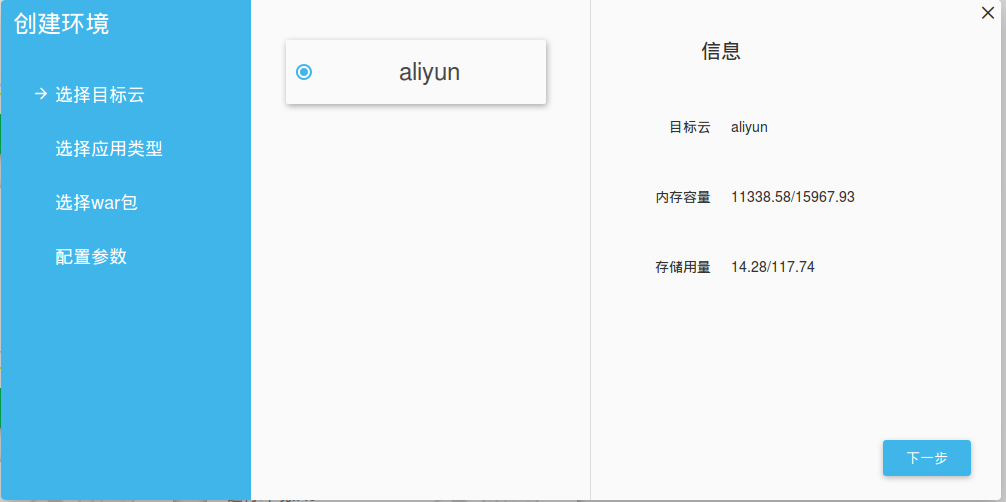 创建环境
选择目标云
选择应用类型
选择war包
配置参数
aliyun
信息
目标云 aliyun
内存容量 11338.58/15967.93
存储用量 14.28/117.74
下一步